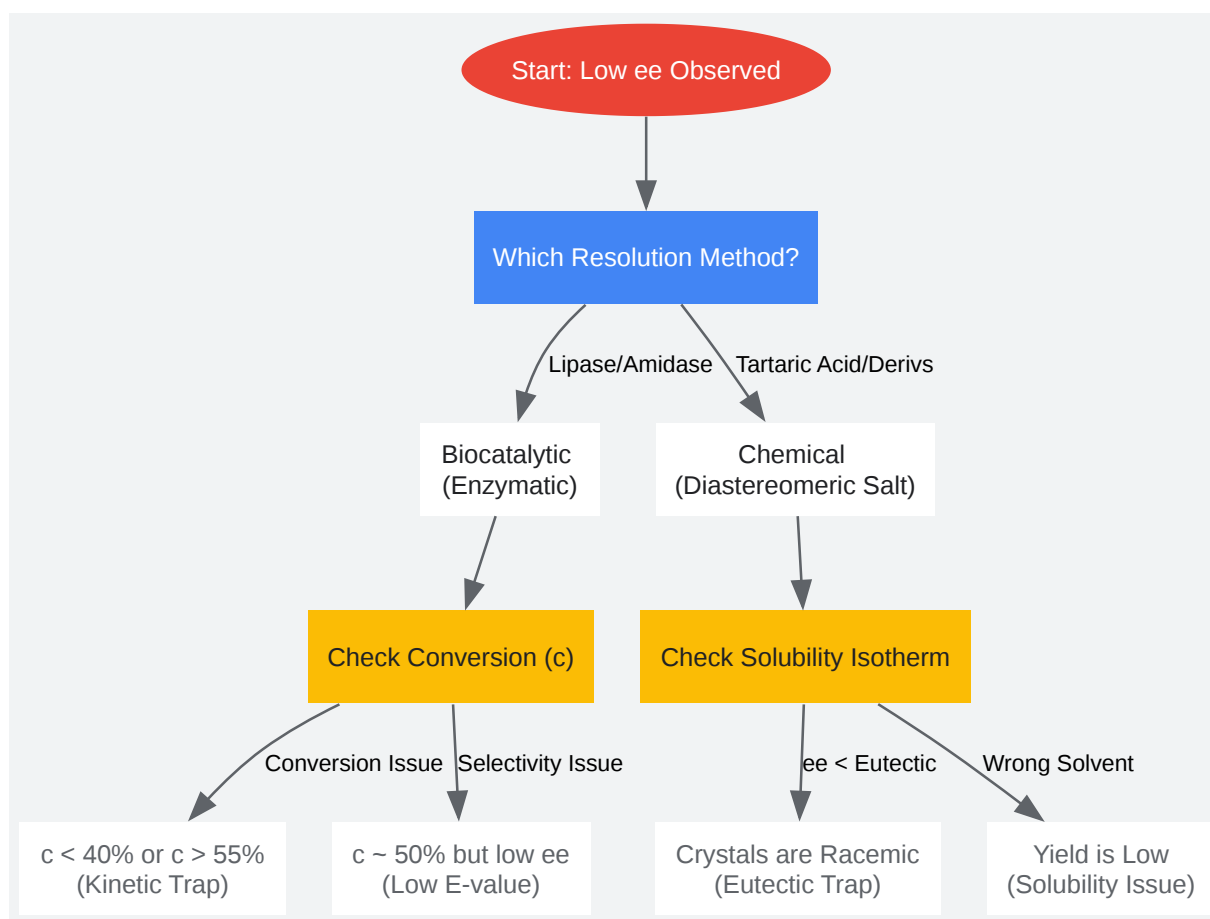 Start: Low ee Observed
Which Resolution Method?
Lipase/Amidase
Tartaric Acid/Derivs
Biocatalytic
(Enzymatic)
Chemical
(Diastereomeric Salt)
Check Conversion (c)
Check Solubility Isotherm
Conversion Issue
Selectivity Issue
ee < Eutectic
Wrong Solvent
c < 40% or c > 55%
(Kinetic Trap)
c ~ 50% but low ee
(Low E-value)
Crystals are Racemic
(Eutectic Trap)
Yield is Low
(Solubility Issue)